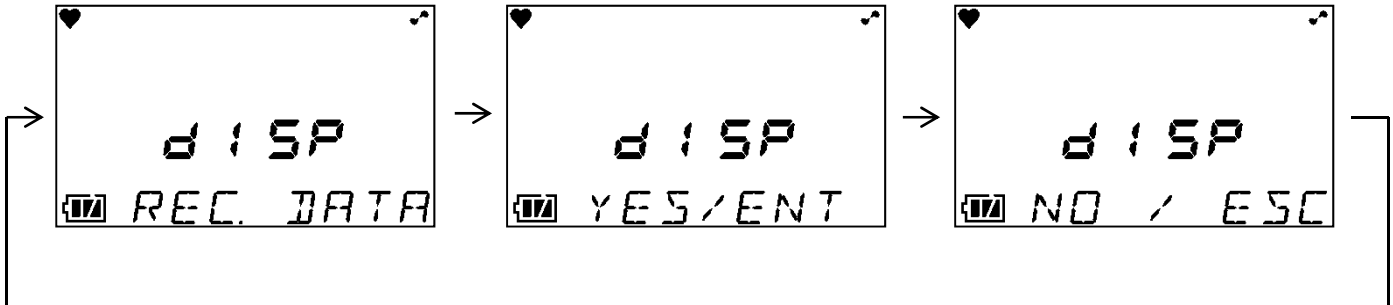 dISP
REC. DATA
dISP
YES/ENT
dISP
NO / ESC